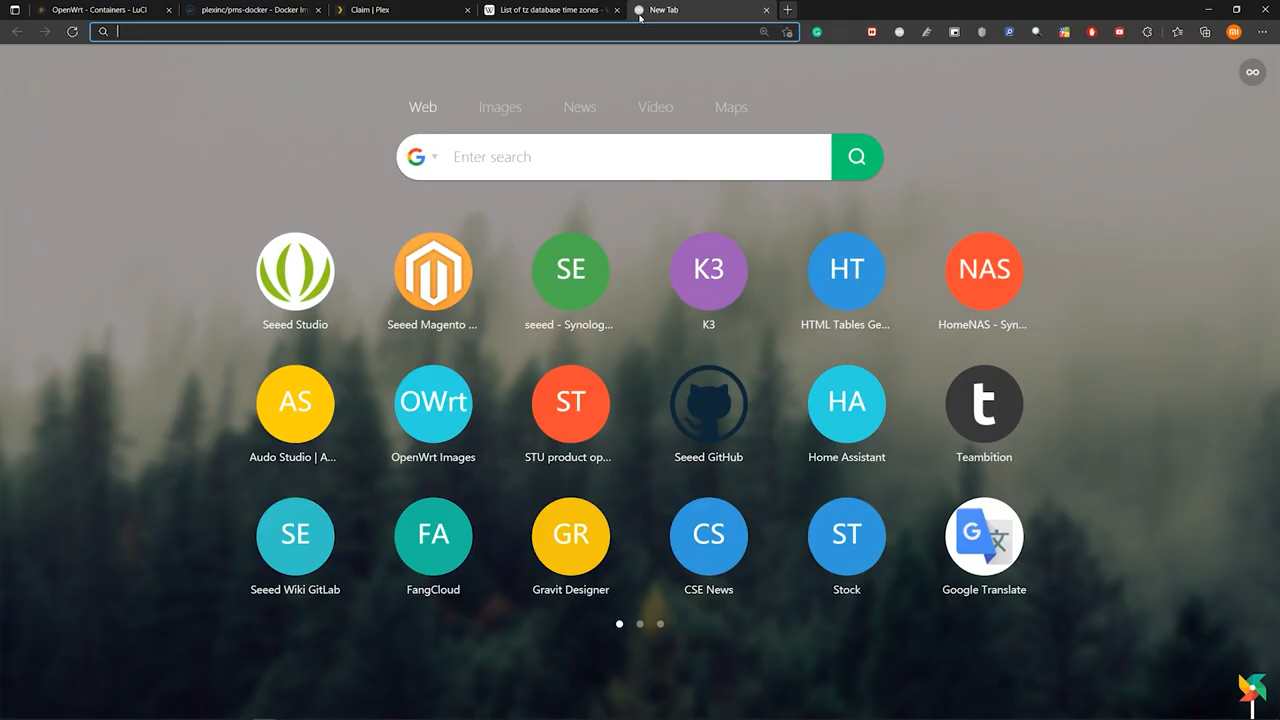 OpenWrt - Containers - LuCI
plexinc/pms-docker - Docker Im
Claim | Plex
W
List of tz database time zones - W
New Tab
mi
Web
Images
News
Video
Maps
G
Enter search
SE
K3
HT
NAS
Seeed Studio
Seeed Magento ...
seeed - Synolog...
K3
HTML Tables Ge...
HomeNAS - Syn...
AS
OWrt
ST
HA
t
Audo Studio | A...
OpenWrt Images
STU product op...
Seeed GitHub
Home Assistant
Teambition
SE
FA
GR
CS
ST
G 文
Seeed Wiki GitLab
FangCloud
Gravit Designer
CSE News
Stock
Google Translate